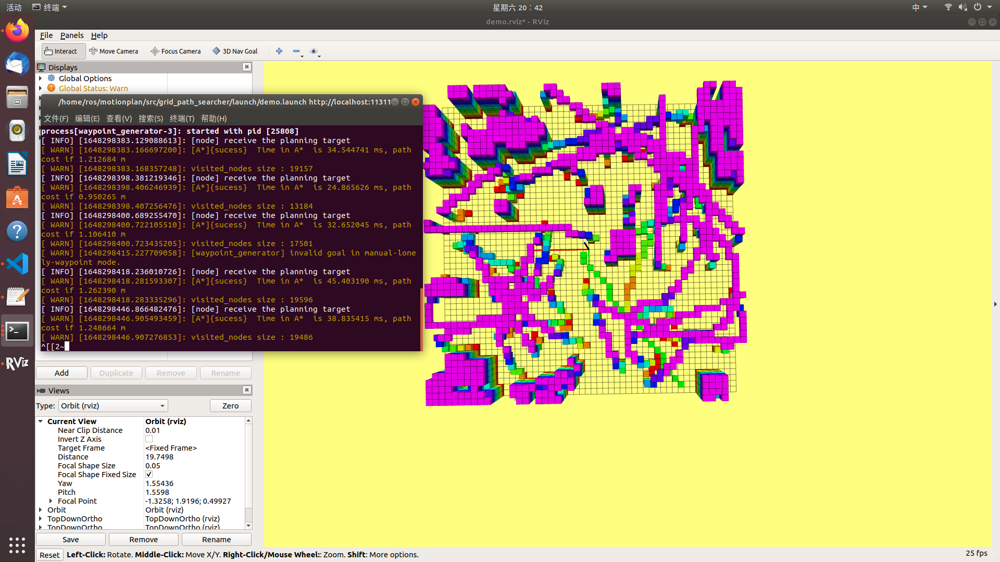 活动
终端
星期六 20：42
中
demo.rviz* - RViz
File Panels Help
Interact Move Camera Focus Camera 3D Nav Goal
Displays
Global Options
Global Status: Warn
/home/ros/motionplan/src/grid_path_searcher/launch/demo.launch http://localhost:11311
文件(F) 编辑(E) 查看(V) 搜索(S) 终端(T) 帮助(H)
process[waypoint_generator-3]: started with pid [25808]
[ INFO] [1648298383.129088613]: [node] receive the planning target
[ WARN] [1648298383.166697200]: [A*]{sucess}  Time in A*  is 34.544741 ms, path
cost if 1.212684 m
[ WARN] [1648298383.168357248]: visited_nodes size : 19157
[ INFO] [1648298398.381219346]: [node] receive the planning target
[ WARN] [1648298398.406246939]: [A*]{sucess}  Time in A*  is 24.865626 ms, path
cost if 0.950265 m
[ WARN] [1648298398.407256476]: visited_nodes size : 13184
[ INFO] [1648298400.689255470]: [node] receive the planning target
[ WARN] [1648298400.722105510]: [A*]{sucess}  Time in A*  is 32.652045 ms, path
cost if 1.106410 m
[ WARN] [1648298400.723435205]: visited_nodes size : 17501
[ WARN] [1648298415.227709058]: [waypoint_generator] invalid goal in manual-lone
ly-waypoint mode.
[ INFO] [1648298418.236010726]: [node] receive the planning target
[ WARN] [1648298418.281593307]: [A*]{sucess}  Time in A*  is 45.403190 ms, path
cost if 1.262390 m
[ WARN] [1648298418.283335296]: visited_nodes size : 19596
[ INFO] [1648298446.866482476]: [node] receive the planning target
[ WARN] [1648298446.905493459]: [A*]{sucess}  Time in A*  is 38.835415 ms, path
cost if 1.248664 m
[ WARN] [1648298446.907276853]: visited_nodes size : 19486
^[[2~
RViz
Add Duplicate Remove Rename
Views
Type: Orbit (rviz) Zero
Current View Orbit (rviz)
Near Clip Distance 0.01
Invert Z Axis
Target Frame <Fixed Frame>
Distance 19.7498
Focal Shape Size 0.05
Focal Shape Fixed Size ✓
Yaw 1.55436
Pitch 1.5598
Focal Point -1.3258; 1.9196; 0.49927
Orbit Orbit (rviz)
TopDownOrtho TopDownOrtho (rviz)
TopDownOrtho TopDownOrtho (rviz)
Save Remove Rename
Reset Left-Click: Rotate. Middle-Click: Move X/Y. Right-Click/Mouse Wheel:: Zoom. Shift: More options.
25 fps